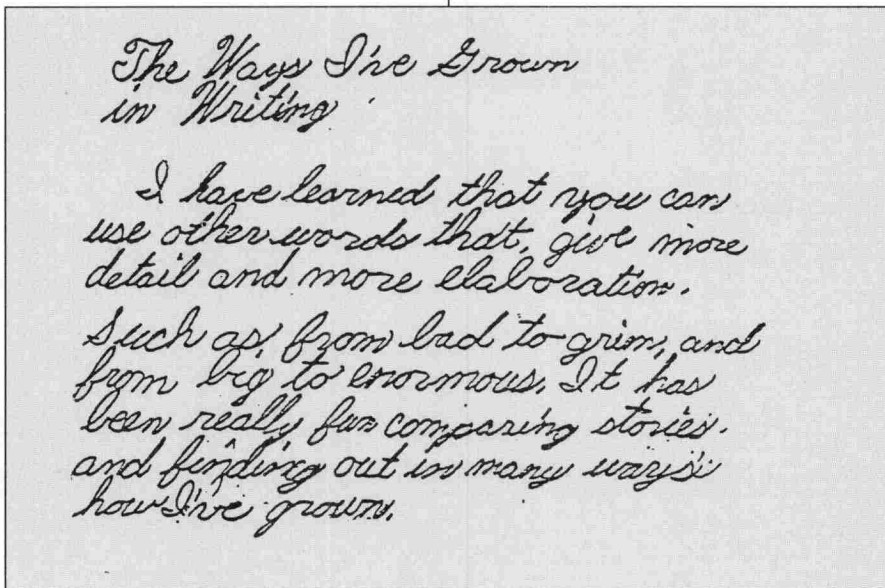 The Ways I've Grown
in Writing
I have learned that you can
use other words that, give more
detail and more elaboration.
Such as, from bad to grim, and
from big to enormous. It has
been really fun comparing stories.
and finding out in many ways
how I've grown.